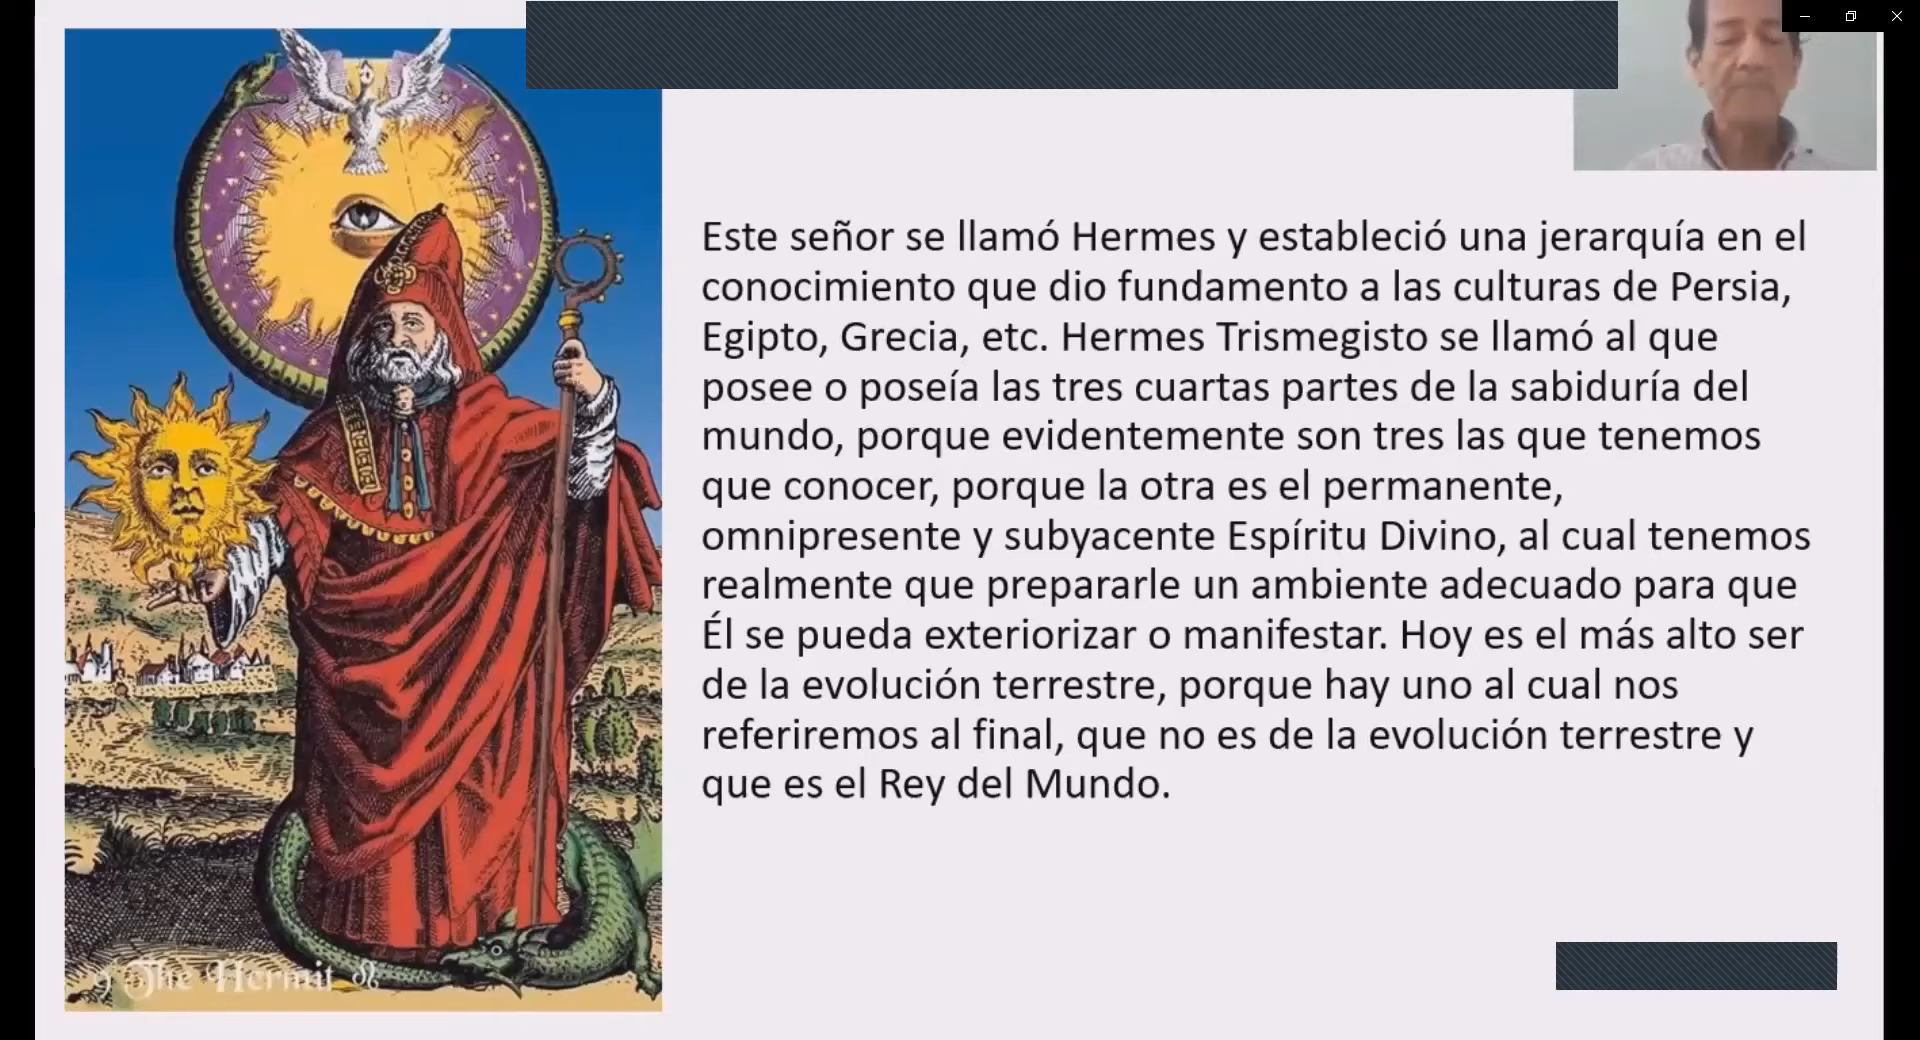 Este señor se llamó Hermes y estableció una jerarquía en el
conocimiento que dio fundamento a las culturas de Persia,
Egipto, Grecia, etc. Hermes Trismegisto se llamó al que
posee o poseía las tres cuartas partes de la sabiduría del
mundo, porque evidentemente son tres las que tenemos
que conocer, porque la otra es el permanente,
omnipresente y subyacente Espíritu Divino, al cual tenemos
realmente que prepararle un ambiente adecuado para que
Él se pueda exteriorizar o manifestar. Hoy es el más alto ser
de la evolución terrestre, porque hay uno al cual nos
referiremos al final, que no es de la evolución terrestre y
que es el Rey del Mundo.
9 The Hermit ♌